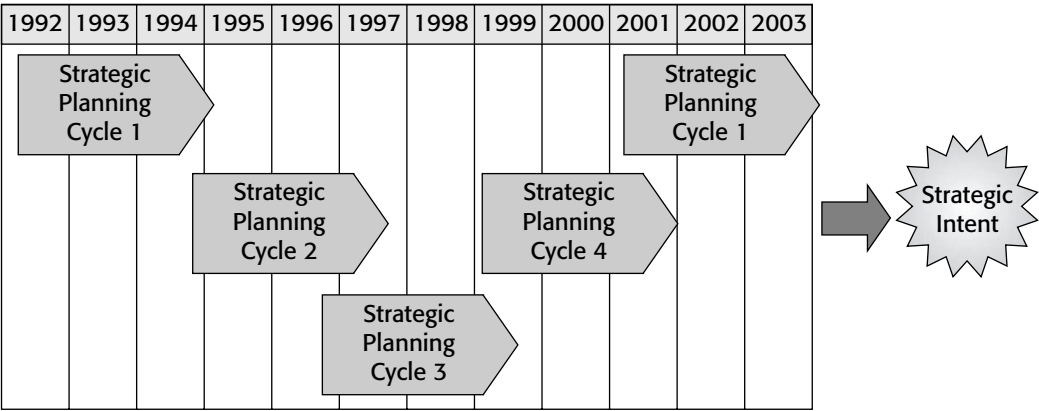 1992 1993 1994 1995 1996 1997 1998 1999 2000 2001 2002 2003
Strategic
Planning
Cycle 1
Strategic
Planning
Cycle 1
Strategic
Planning
Cycle 2
Strategic
Planning
Cycle 4
Strategic
Intent
Strategic
Planning
Cycle 3